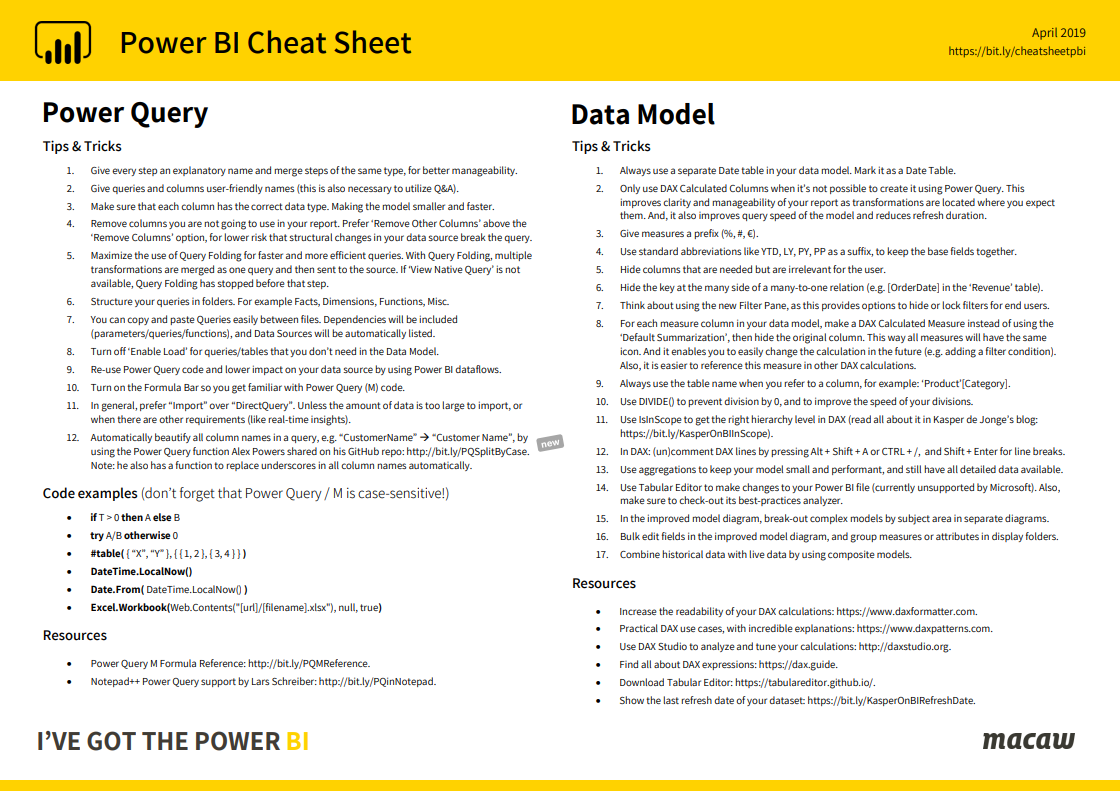 Power BI Cheat Sheet
April 2019
https://bit.ly/cheatsheetpbi
Power Query
Tips & Tricks
1. Give every step an explanatory name and merge steps of the same type, for better manageability.
2. Give queries and columns user-friendly names (this is also necessary to utilize Q&A).
3. Make sure that each column has the correct data type. Making the model smaller and faster.
4. Remove columns you are not going to use in your report. Prefer ‘Remove Other Columns’ above the
‘Remove Columns’ option, for lower risk that structural changes in your data source break the query.
5. Maximize the use of Query Folding for faster and more efficient queries. With Query Folding, multiple
transformations are merged as one query and then sent to the source. If ‘View Native Query’ is not
available, Query Folding has stopped before that step.
6. Structure your queries in folders. For example Facts, Dimensions, Functions, Misc.
7. You can copy and paste Queries easily between files. Dependencies will be included
(parameters/queries/functions), and Data Sources will be automatically listed.
8. Turn off ‘Enable Load’ for queries/tables that you don’t need in the Data Model.
9. Re-use Power Query code and lower impact on your data source by using Power BI dataflows.
10. Turn on the Formula Bar so you get familiar with Power Query (M) code.
11. In general, prefer “Import” over “DirectQuery”. Unless the amount of data is too large to import, or
when there are other requirements (like real-time insights).
12. Automatically beautify all column names in a query, e.g. “CustomerName” → “Customer Name”, by
using the Power Query function Alex Powers shared on his GitHub repo: http://bit.ly/PQSplitByCase.
Note: he also has a function to replace underscores in all column names automatically.
new
Code examples (don’t forget that Power Query / M is case-sensitive!)
• if T > 0 then A else B
• try A/B otherwise 0
• #table( { “X”, “Y” }, { { 1, 2 }, { 3, 4 } } )
• DateTime.LocalNow()
• Date.From( DateTime.LocalNow() )
• Excel.Workbook(Web.Contents("[url]/[filename].xlsx"), null, true)
Resources
• Power Query M Formula Reference: http://bit.ly/PQMReference.
• Notepad++ Power Query support by Lars Schreiber: http://bit.ly/PQinNotepad.
Data Model
Tips & Tricks
1. Always use a separate Date table in your data model. Mark it as a Date Table.
2. Only use DAX Calculated Columns when it’s not possible to create it using Power Query. This
improves clarity and manageability of your report as transformations are located where you expect
them. And, it also improves query speed of the model and reduces refresh duration.
3. Give measures a prefix (%, #, €).
4. Use standard abbreviations like YTD, LY, PY, PP as a suffix, to keep the base fields together.
5. Hide columns that are needed but are irrelevant for the user.
6. Hide the key at the many side of a many-to-one relation (e.g. [OrderDate] in the ‘Revenue’ table).
7. Think about using the new Filter Pane, as this provides options to hide or lock filters for end users.
8. For each measure column in your data model, make a DAX Calculated Measure instead of using the
‘Default Summarization’, then hide the original column. This way all measures will have the same
icon. And it enables you to easily change the calculation in the future (e.g. adding a filter condition).
Also, it is easier to reference this measure in other DAX calculations.
9. Always use the table name when you refer to a column, for example: ‘Product’[Category].
10. Use DIVIDE() to prevent division by 0, and to improve the speed of your divisions.
11. Use IsInScope to get the right hierarchy level in DAX (read all about it in Kasper de Jonge’s blog:
https://bit.ly/KasperOnBIInScope).
12. In DAX: (un)comment DAX lines by pressing Alt + Shift + A or CTRL + /, and Shift + Enter for line breaks.
13. Use aggregations to keep your model small and performant, and still have all detailed data available.
14. Use Tabular Editor to make changes to your Power BI file (currently unsupported by Microsoft). Also,
make sure to check-out its best-practices analyzer.
15. In the improved model diagram, break-out complex models by subject area in separate diagrams.
16. Bulk edit fields in the improved model diagram, and group measures or attributes in display folders.
17. Combine historical data with live data by using composite models.
Resources
• Increase the readability of your DAX calculations: https://www.daxformatter.com.
• Practical DAX use cases, with incredible explanations: https://www.daxpatterns.com.
• Use DAX Studio to analyze and tune your calculations: http://daxstudio.org.
• Find all about DAX expressions: https://dax.guide.
• Download Tabular Editor: https://tabulareditor.github.io/.
• Show the last refresh date of your dataset: https://bit.ly/KasperOnBIRefreshDate.
I’VE GOT THE POWER BI
macaw